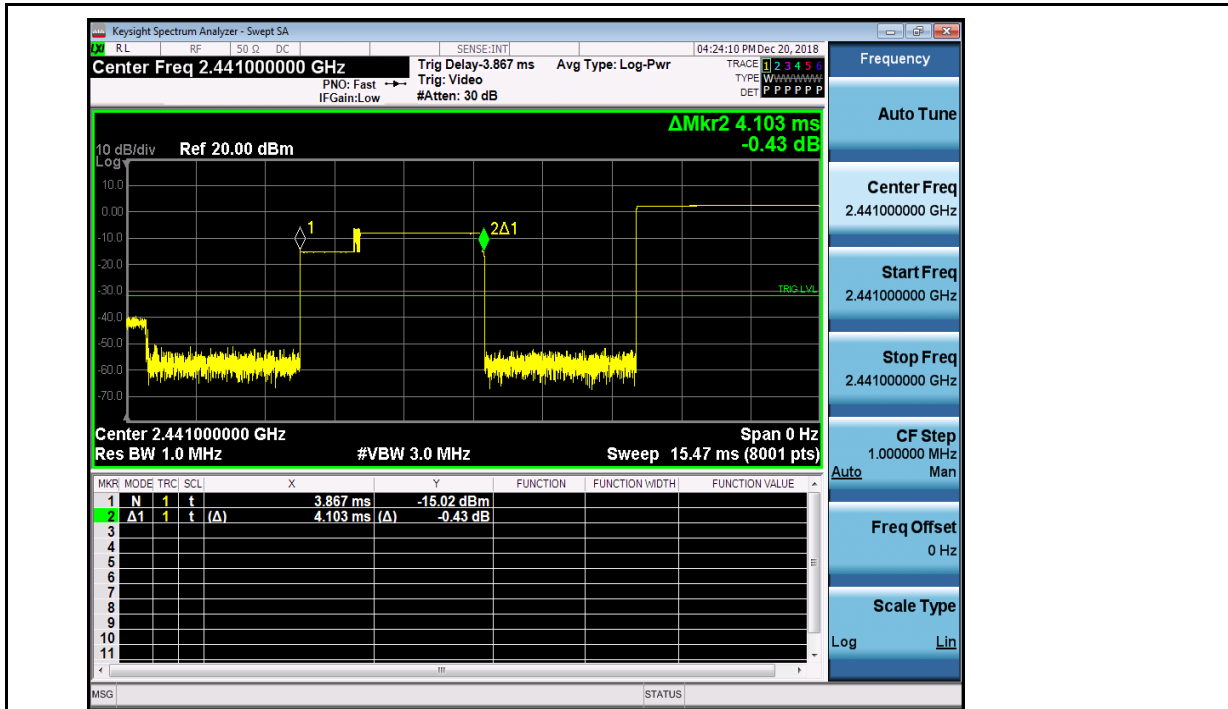 Keysight Spectrum Analyzer - Swept SA
LXI RL RF 50 Ω DC SENSE:INT 04:24:10 PM Dec 20, 2018
Center Freq 2.441000000 GHz
PNO: Fast
IFGain:Low
Trig Delay-3.867 ms
Trig: Video
#Atten: 30 dB
Avg Type: Log-Pwr
TRACE 1 2 3 4 5 6
TYPE WWWWWW
DET P P P P P P
ΔMkr2 4.103 ms
-0.43 dB
10 dB/div Ref 20.00 dBm
Log
10.0
0.00
-10.0
-20.0
-30.0
-40.0
-50.0
-60.0
-70.0
1
2Δ1
TRIG LVL
Center 2.441000000 GHz Span 0 Hz
Res BW 1.0 MHz #VBW 3.0 MHz Sweep 15.47 ms (8001 pts)
MKR MODE TRC SCL X Y FUNCTION FUNCTION WIDTH FUNCTION VALUE
1 N 1 t 3.867 ms -15.02 dBm
2 Δ1 1 t (Δ) 4.103 ms (Δ) -0.43 dB
3
4
5
6
7
8
9
10
11
MSG STATUS
Frequency
Auto Tune
Center Freq
2.441000000 GHz
Start Freq
2.441000000 GHz
Stop Freq
2.441000000 GHz
CF Step
1.000000 MHz
Auto Man
Freq Offset
0 Hz
Scale Type
Log Lin